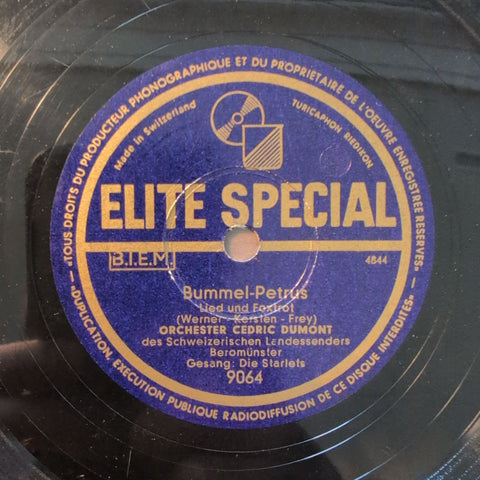 «TOUS DROITS DU PRODUCTEUR PHONOGRAPHIQUE ET DU PROPRIÉTAIRE DE L'OEUVRE ENREGISTRÉE RÉSERVÉS»
Made in Switzerland
TURICAPHON RIEDIKON
ELITE SPECIAL
B.I.E.M.
4844
Bummel-Petrus
Lied und Foxtrot
(Werner - Kersten - Frey)
ORCHESTER CEDRIC DUMONT
des Schweizerischen Landessenders
Beromünster
Gesang: Die Starlets
9064
«DUPLICATION, EXECUTION PUBLIQUE RADIODIFFUSION DE CE DISQUE INTERDITES»